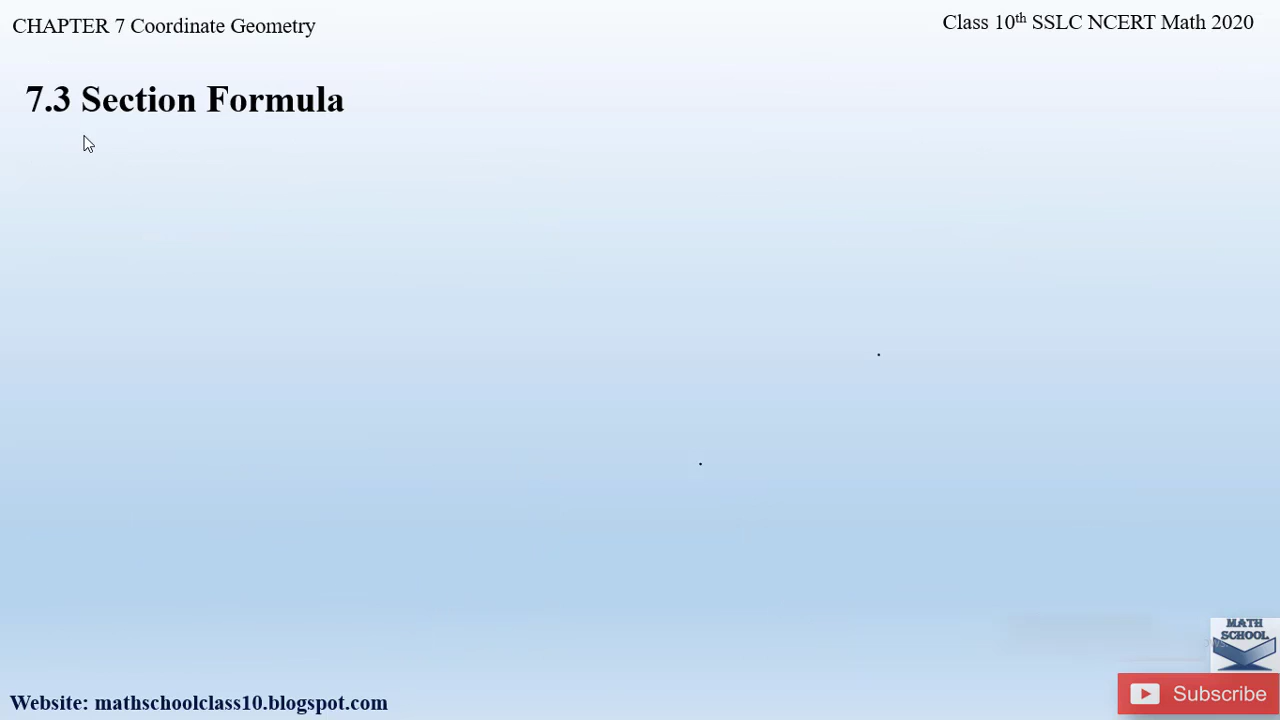 CHAPTER 7 Coordinate Geometry
Class 10th SSLC NCERT Math 2020
7.3 Section Formula
MATH
SCHOOL
Subscribe
Website: mathschoolclass10.blogspot.com